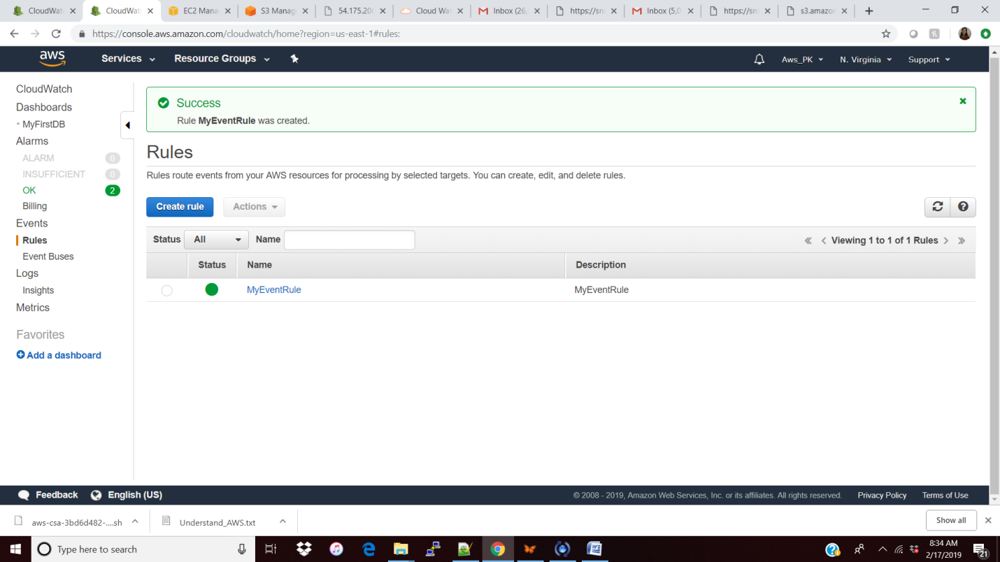 CloudWat
CloudWat
EC2 Mana
S3 Manag
54.175.206
Cloud Wat
Inbox (26,
https://sn
Inbox (5,0
https://sn
s3.amazon
https://console.aws.amazon.com/cloudwatch/home?region=us-east-1#rules:
aws
Services
Resource Groups
Aws_PK
N. Virginia
Support
CloudWatch
Dashboards
MyFirstDB
Alarms
ALARM 0
INSUFFICIENT 0
OK 2
Billing
Events
Rules
Event Buses
Logs
Insights
Metrics
Favorites
Add a dashboard
Success
Rule MyEventRule was created.
Rules
Rules route events from your AWS resources for processing by selected targets. You can create, edit, and delete rules.
Create rule
Actions
Status All Name
« < Viewing 1 to 1 of 1 Rules > »
Status Name Description
MyEventRule MyEventRule
Feedback
English (US)
© 2008 - 2019, Amazon Web Services, Inc. or its affiliates. All rights reserved.
Privacy Policy
Terms of Use
aws-csa-3bd6d482-....sh
Understand_AWS.txt
Show all
Type here to search
8:34 AM
2/17/2019
21